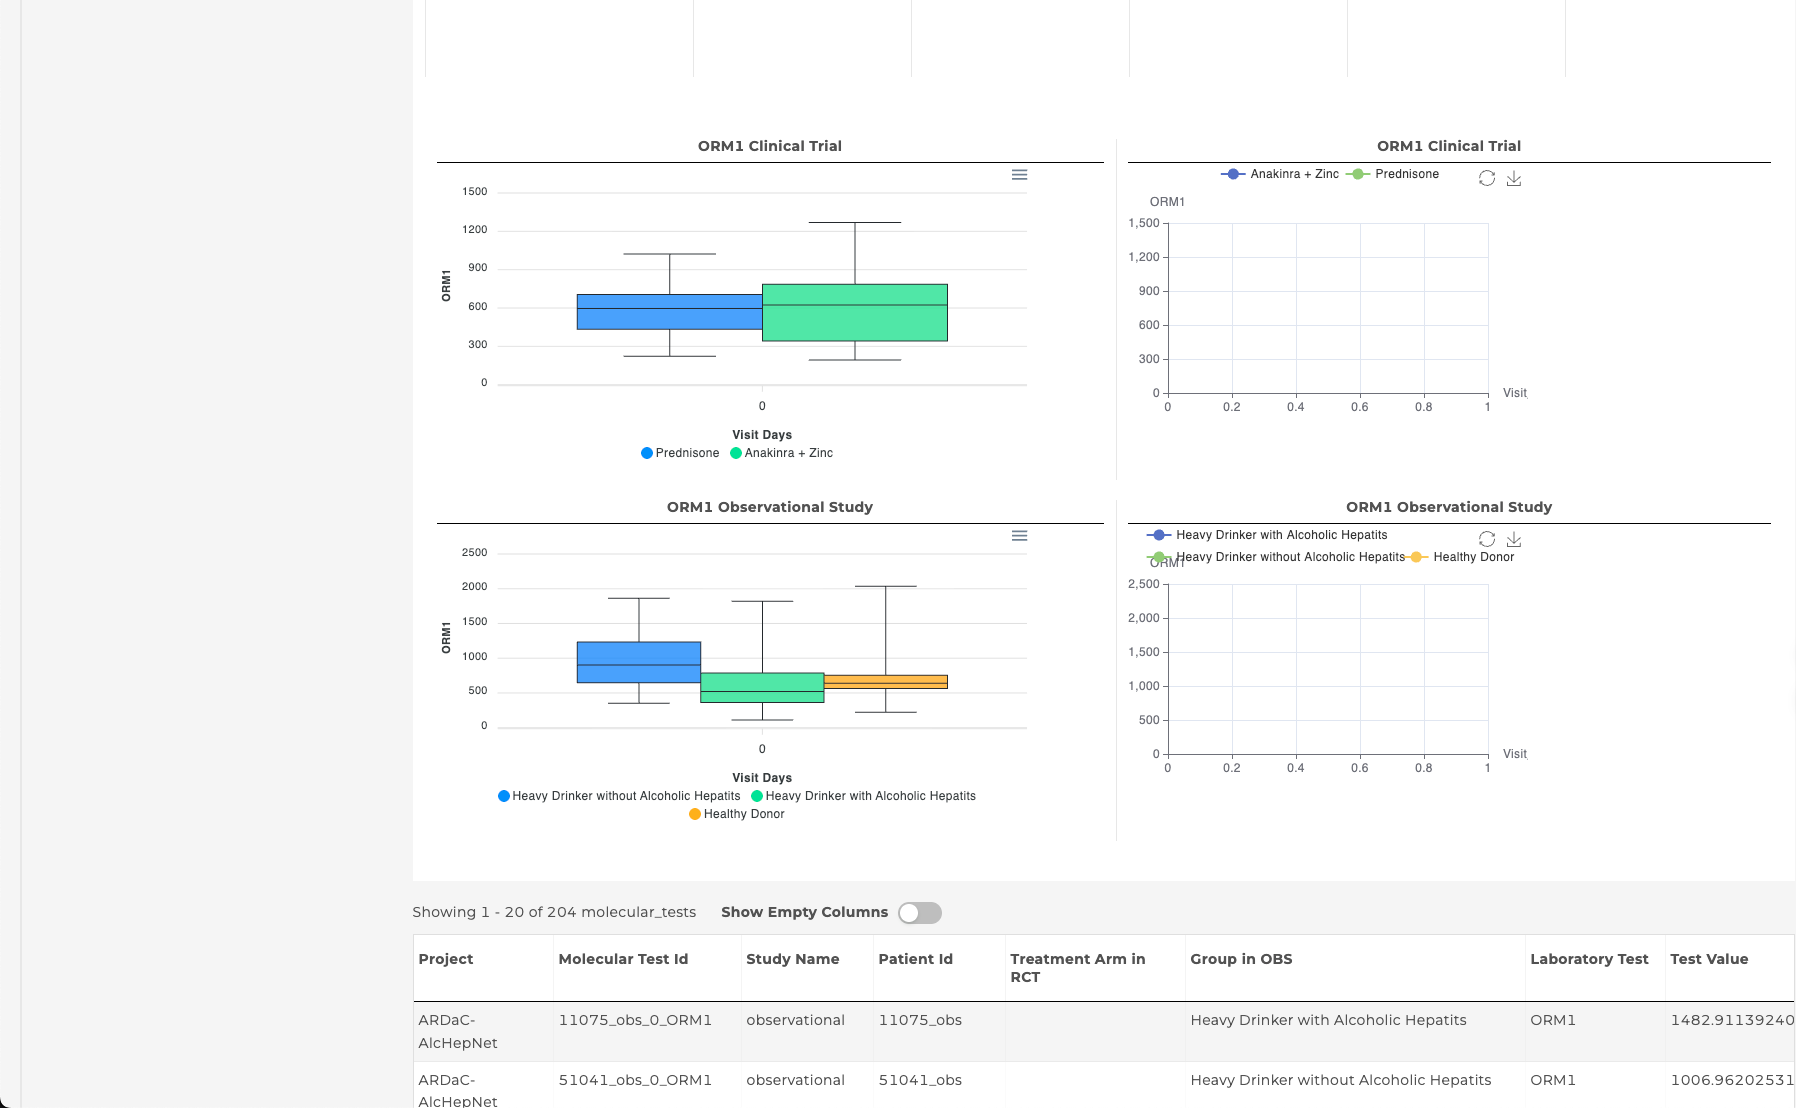 ORM1 Clinical Trial
1500
1200
900
600
300
0
ORM1
0
Visit Days
Prednisone Anakinra + Zinc
ORM1 Clinical Trial
Anakinra + Zinc Prednisone
ORM1
1,500
1,200
900
600
300
0
0 0.2 0.4 0.6 0.8 1
Visit
ORM1 Observational Study
2500
2000
1500
1000
500
0
ORM1
0
Visit Days
Heavy Drinker without Alcoholic Hepatits Heavy Drinker with Alcoholic Hepatits
Healthy Donor
ORM1 Observational Study
Heavy Drinker with Alcoholic Hepatits
Heavy Drinker without Alcoholic Hepatits Healthy Donor
ORM1
2,500
2,000
1,500
1,000
500
0
0 0.2 0.4 0.6 0.8 1
Visit
Showing 1 - 20 of 204 molecular_tests Show Empty Columns
Project Molecular Test Id Study Name Patient Id Treatment Arm in Group in OBS Laboratory Test Test Value
RCT
ARDaC- 11075_obs_0_ORM1 observational 11075_obs Heavy Drinker with Alcoholic Hepatits ORM1 1482.91139240
AlcHepNet
ARDaC- 51041_obs_0_ORM1 observational 51041_obs Heavy Drinker without Alcoholic Hepatits ORM1 1006.96202531
AlcHepNet